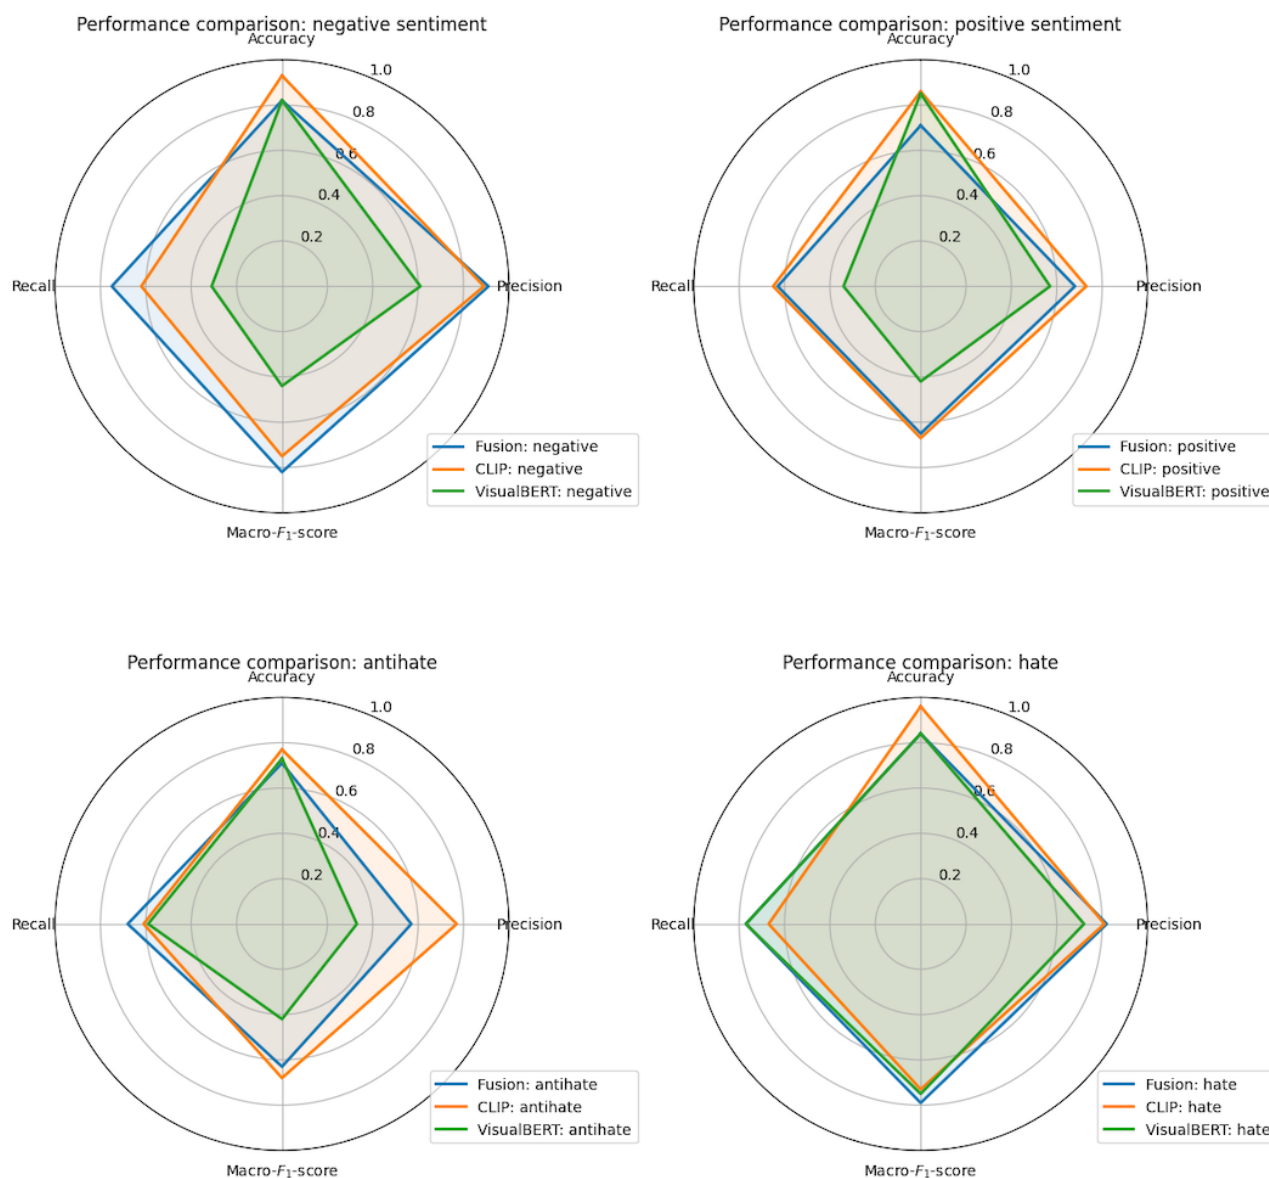 Performance comparison: negative sentiment
Accuracy
1.0
0.8
0.6
0.4
0.2
Recall
Precision
Fusion: negative
CLIP: negative
VisualBERT: negative
Macro-F₁-score
Performance comparison: positive sentiment
Accuracy
1.0
0.8
0.6
0.4
0.2
Recall
Precision
Fusion: positive
CLIP: positive
VisualBERT: positive
Macro-F₁-score
Performance comparison: antihate
Accuracy
1.0
0.8
0.6
0.4
0.2
Recall
Precision
Fusion: antihate
CLIP: antihate
VisualBERT: antihate
Macro-F₁-score
Performance comparison: hate
Accuracy
1.0
0.8
0.6
0.4
0.2
Recall
Precision
Fusion: hate
CLIP: hate
VisualBERT: hate
Macro-F₁-score